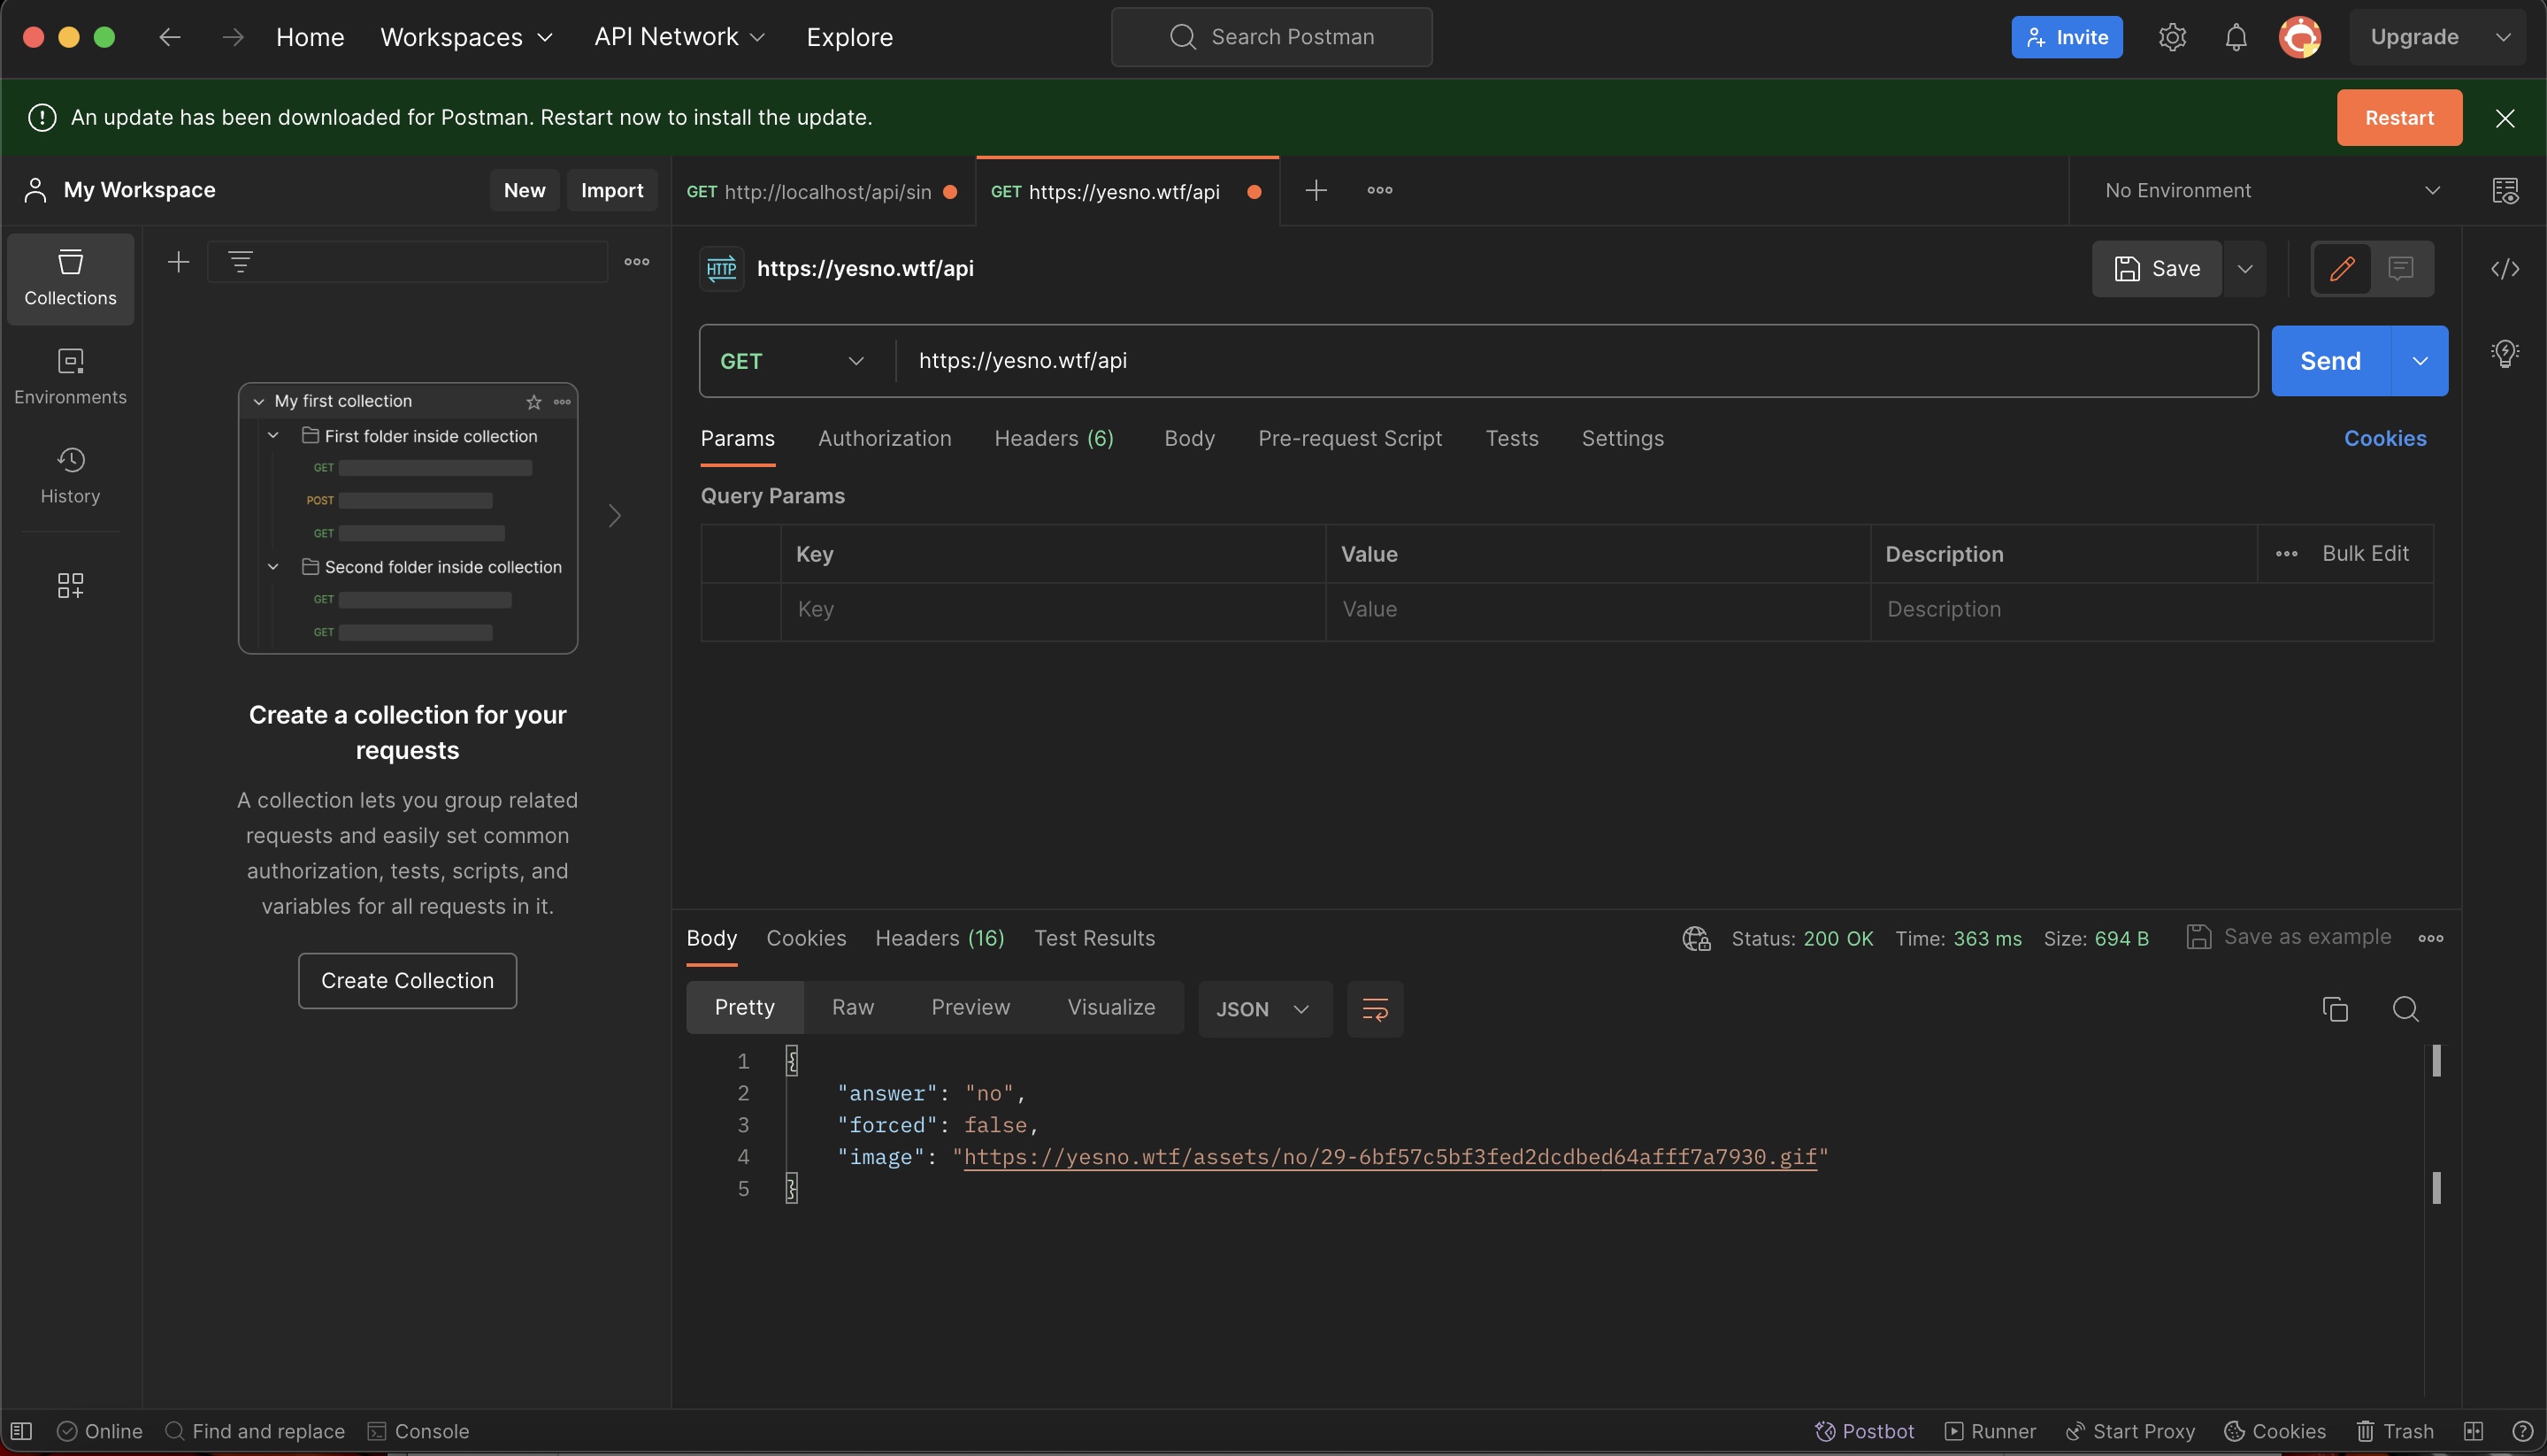 Home Workspaces API Network Explore Search Postman Invite Upgrade
An update has been downloaded for Postman. Restart now to install the update. Restart
My Workspace New Import GET http://localhost/api/sin GET https://yesno.wtf/api No Environment
Collections
Environments
History
My first collection
First folder inside collection
GET
POST
GET
Second folder inside collection
GET
GET
Create a collection for your
requests
A collection lets you group related
requests and easily set common
authorization, tests, scripts, and
variables for all requests in it.
Create Collection
HTTP https://yesno.wtf/api Save
GET https://yesno.wtf/api Send
Params Authorization Headers (6) Body Pre-request Script Tests Settings Cookies
Query Params
Key Value Description Bulk Edit
Key Value Description
Body Cookies Headers (16) Test Results Status: 200 OK Time: 363 ms Size: 694 B Save as example
Pretty Raw Preview Visualize JSON
1 {
2 "answer": "no",
3 "forced": false,
4 "image": "https://yesno.wtf/assets/no/29-6bf57c5bf3fed2dcdbed64afff7a7930.gif"
5 }
Online Find and replace Console Postbot Runner Start Proxy Cookies Trash